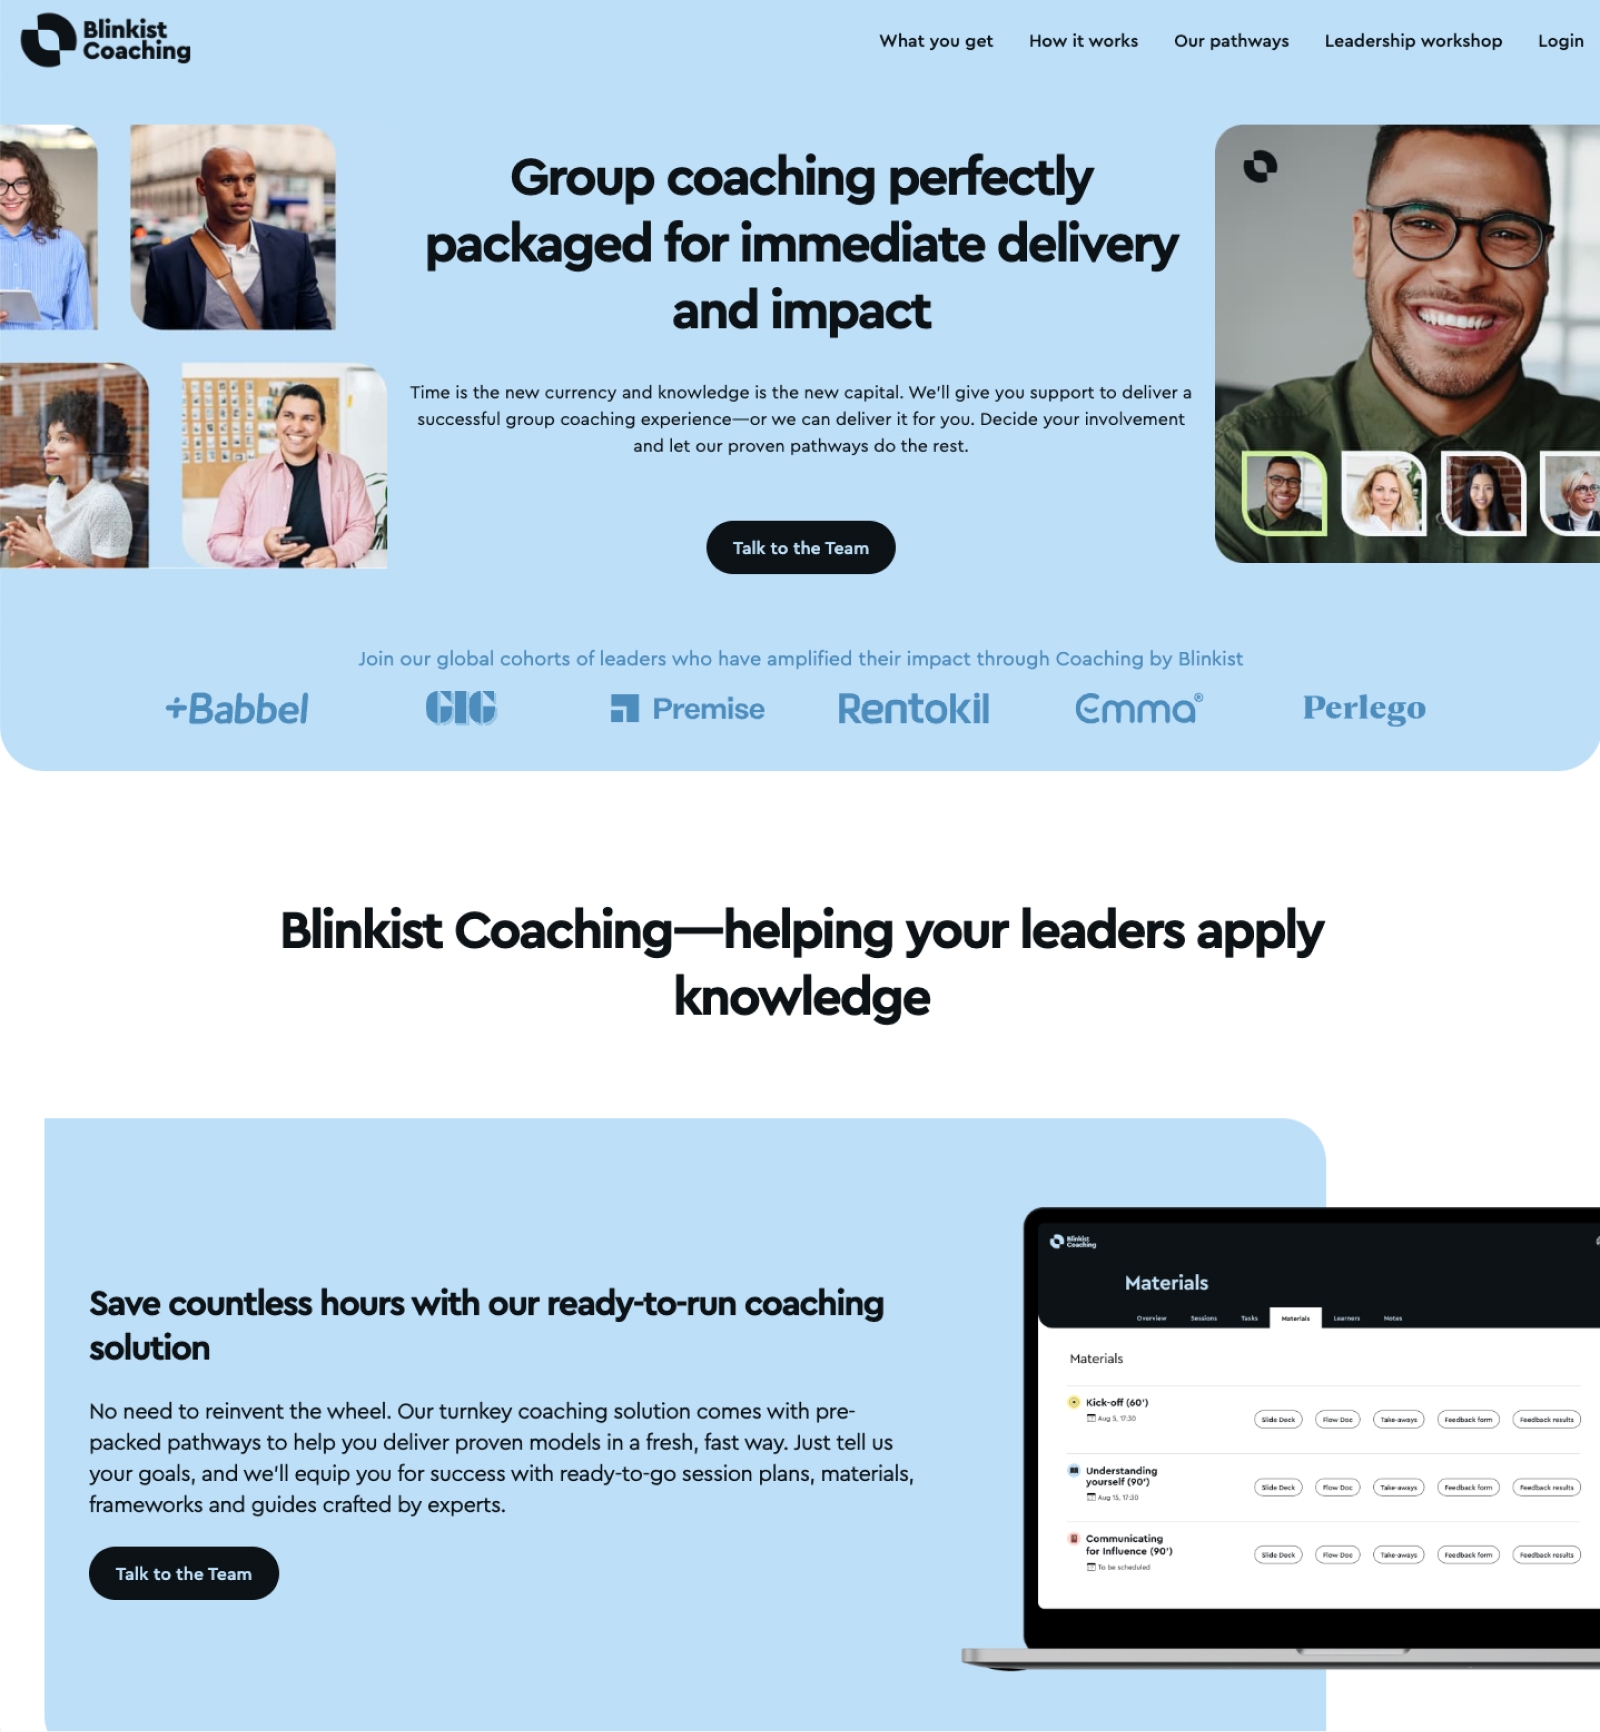 Blinkist
Coaching
What you get
How it works
Our pathways
Leadership workshop
Login
Group coaching perfectly
packaged for immediate delivery
and impact
Time is the new currency and knowledge is the new capital. We'll give you support to deliver a
successful group coaching experience—or we can deliver it for you. Decide your involvement
and let our proven pathways do the rest.
Talk to the Team
Join our global cohorts of leaders who have amplified their impact through Coaching by Blinkist
+Babbel
GIG
Premise
Rentokil
Emma®
Perlego
Blinkist Coaching—helping your leaders apply
knowledge
Save countless hours with our ready-to-run coaching
solution
No need to reinvent the wheel. Our turnkey coaching solution comes with pre-
packed pathways to help you deliver proven models in a fresh, fast way. Just tell us
your goals, and we'll equip you for success with ready-to-go session plans, materials,
frameworks and guides crafted by experts.
Talk to the Team
Blinkist
Coaching
Materials
Overview
Sessions
Tasks
Materials
Learners
Notes
Materials
Kick-off (60')
Aug 5, 17:30
Slide Deck
Flow Doc
Take-aways
Feedback form
Feedback results
Understanding
yourself (90')
Aug 15, 17:30
Slide Deck
Flow Doc
Take-aways
Feedback form
Feedback results
Communicating
for Influence (90')
To be scheduled
Slide Deck
Flow Doc
Take-aways
Feedback form
Feedback results